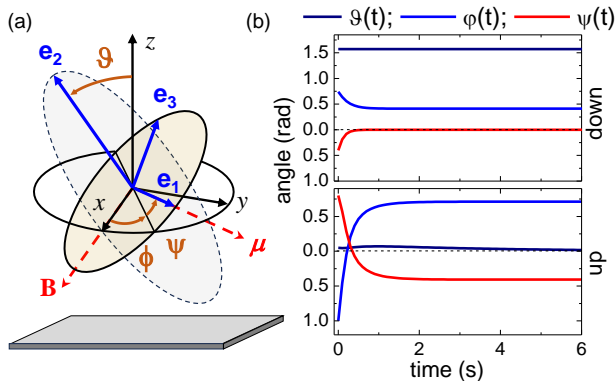 (a)
z
e2
ϑ
e3
e1
x
y
ϕ
ψ
μ
B
(b)
ϑ(t); φ(t); ψ(t)
angle (rad)
1.5
1.0
0.5
0.0
0.5
1.0
down
0.5
0.0
0.5
1.0
up
0 2 4 6
time (s)